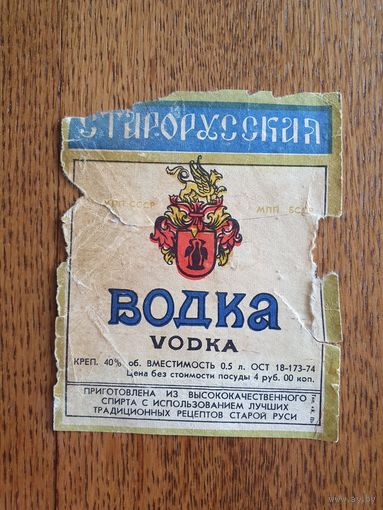 СТАРОРУССКАЯ
МПП СССР МПП БССР
ВОДКА
VODKA
КРЕП. 40% об. ВМЕСТИМОСТЬ 0.5 л. ОСТ 18-173-74
Цена без стоимости посуды 4 руб. 00 коп.
ПРИГОТОВЛЕНА ИЗ ВЫСОКОКАЧЕСТВЕННОГО
СПИРТА С ИСПОЛЬЗОВАНИЕМ ЛУЧШИХ
ТРАДИЦИОННЫХ РЕЦЕПТОВ СТАРОЙ РУСИ